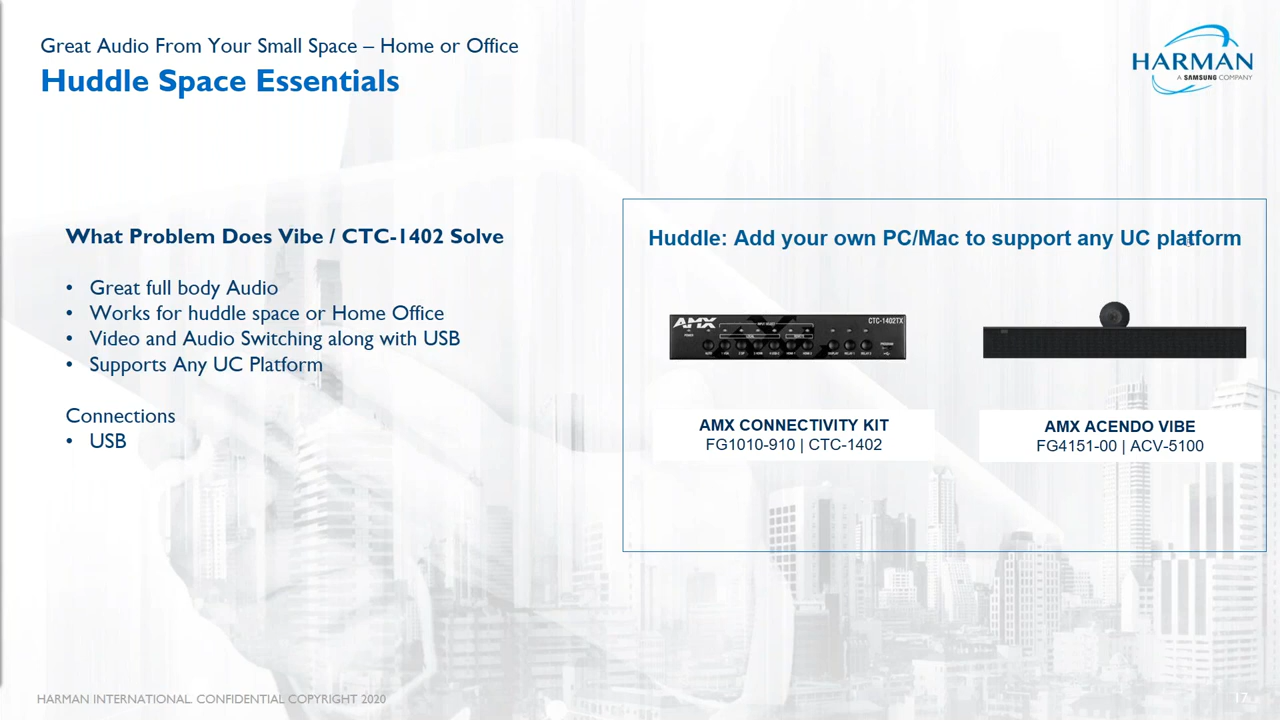 Great Audio From Your Small Space – Home or Office
Huddle Space Essentials
HARMAN
A SAMSUNG COMPANY
What Problem Does Vibe / CTC-1402 Solve
• Great full body Audio
• Works for huddle space or Home Office
• Video and Audio Switching along with USB
• Supports Any UC Platform
Connections
• USB
Huddle: Add your own PC/Mac to support any UC platform
AMX
CTC-1402TX
AMX CONNECTIVITY KIT
FG1010-910 | CTC-1402
AMX ACENDO VIBE
FG4151-00 | ACV-5100
HARMAN INTERNATIONAL. CONFIDENTIAL COPYRIGHT 2020
17